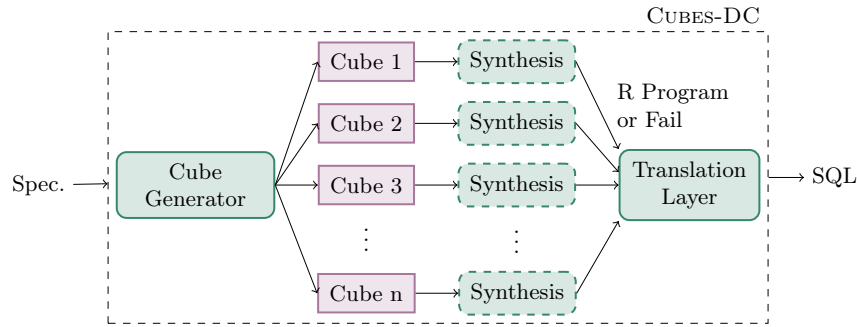 CUBES-DC
Cube 1
Synthesis
R Program
or Fail
Cube 2
Synthesis
Spec.
Cube
Generator
Cube 3
Synthesis
Translation
Layer
SQL
Cube n
Synthesis